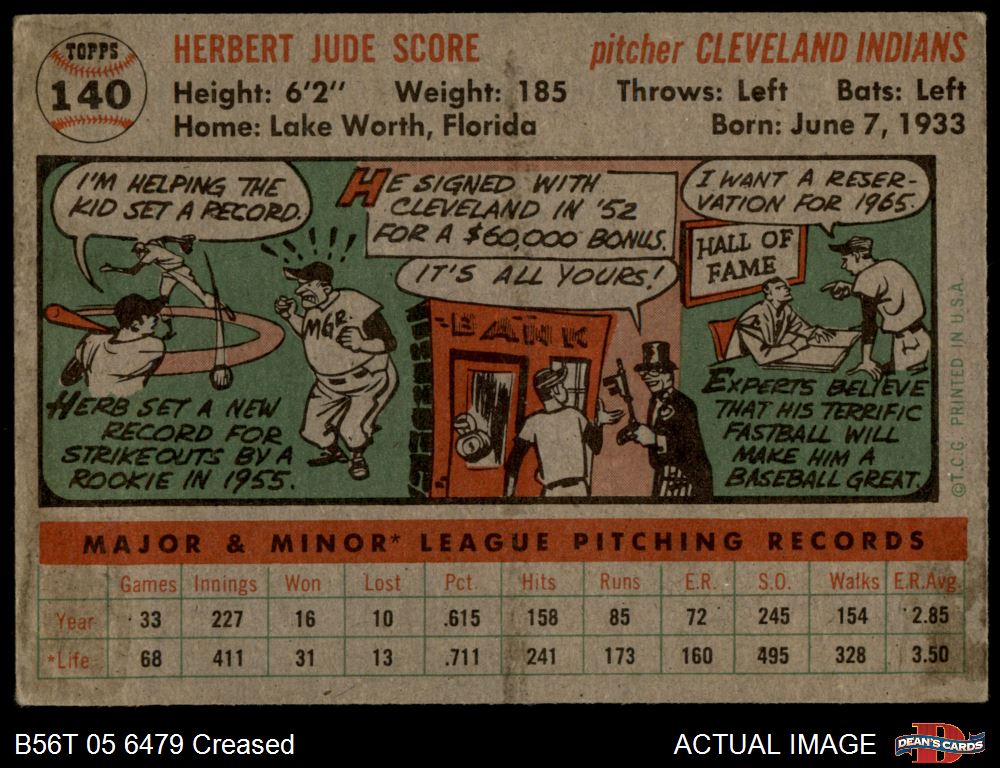 TOPPS
140
HERBERT JUDE SCORE
pitcher CLEVELAND INDIANS
Height: 6'2" Weight: 185 Throws: Left Bats: Left
Home: Lake Worth, Florida Born: June 7, 1933
I'M HELPING THE
KID SET A RECORD.
MGR.
HERB SET A NEW
RECORD FOR
STRIKEOUTS BY A
ROOKIE IN 1955.
HE SIGNED WITH
CLEVELAND IN '52
FOR A $60,000 BONUS.
IT'S ALL YOURS!
BANK
I WANT A RESER-
VATION FOR 1965.
HALL OF
FAME
EXPERTS BELIEVE
THAT HIS TERRIFIC
FASTBALL WILL
MAKE HIM A
BASEBALL GREAT.
©T.C.G. PRINTED IN U.S.A.
MAJOR & MINOR* LEAGUE PITCHING RECORDS
Games Innings Won Lost Pct. Hits Runs E.R. S.O. Walks E.R.Avg.
Year 33 227 16 10 .615 158 85 72 245 154 2.85
*Life 68 411 31 13 .711 241 173 160 495 328 3.50
B56T 05 6479 Creased
ACTUAL IMAGE
DEAN'S CARDS